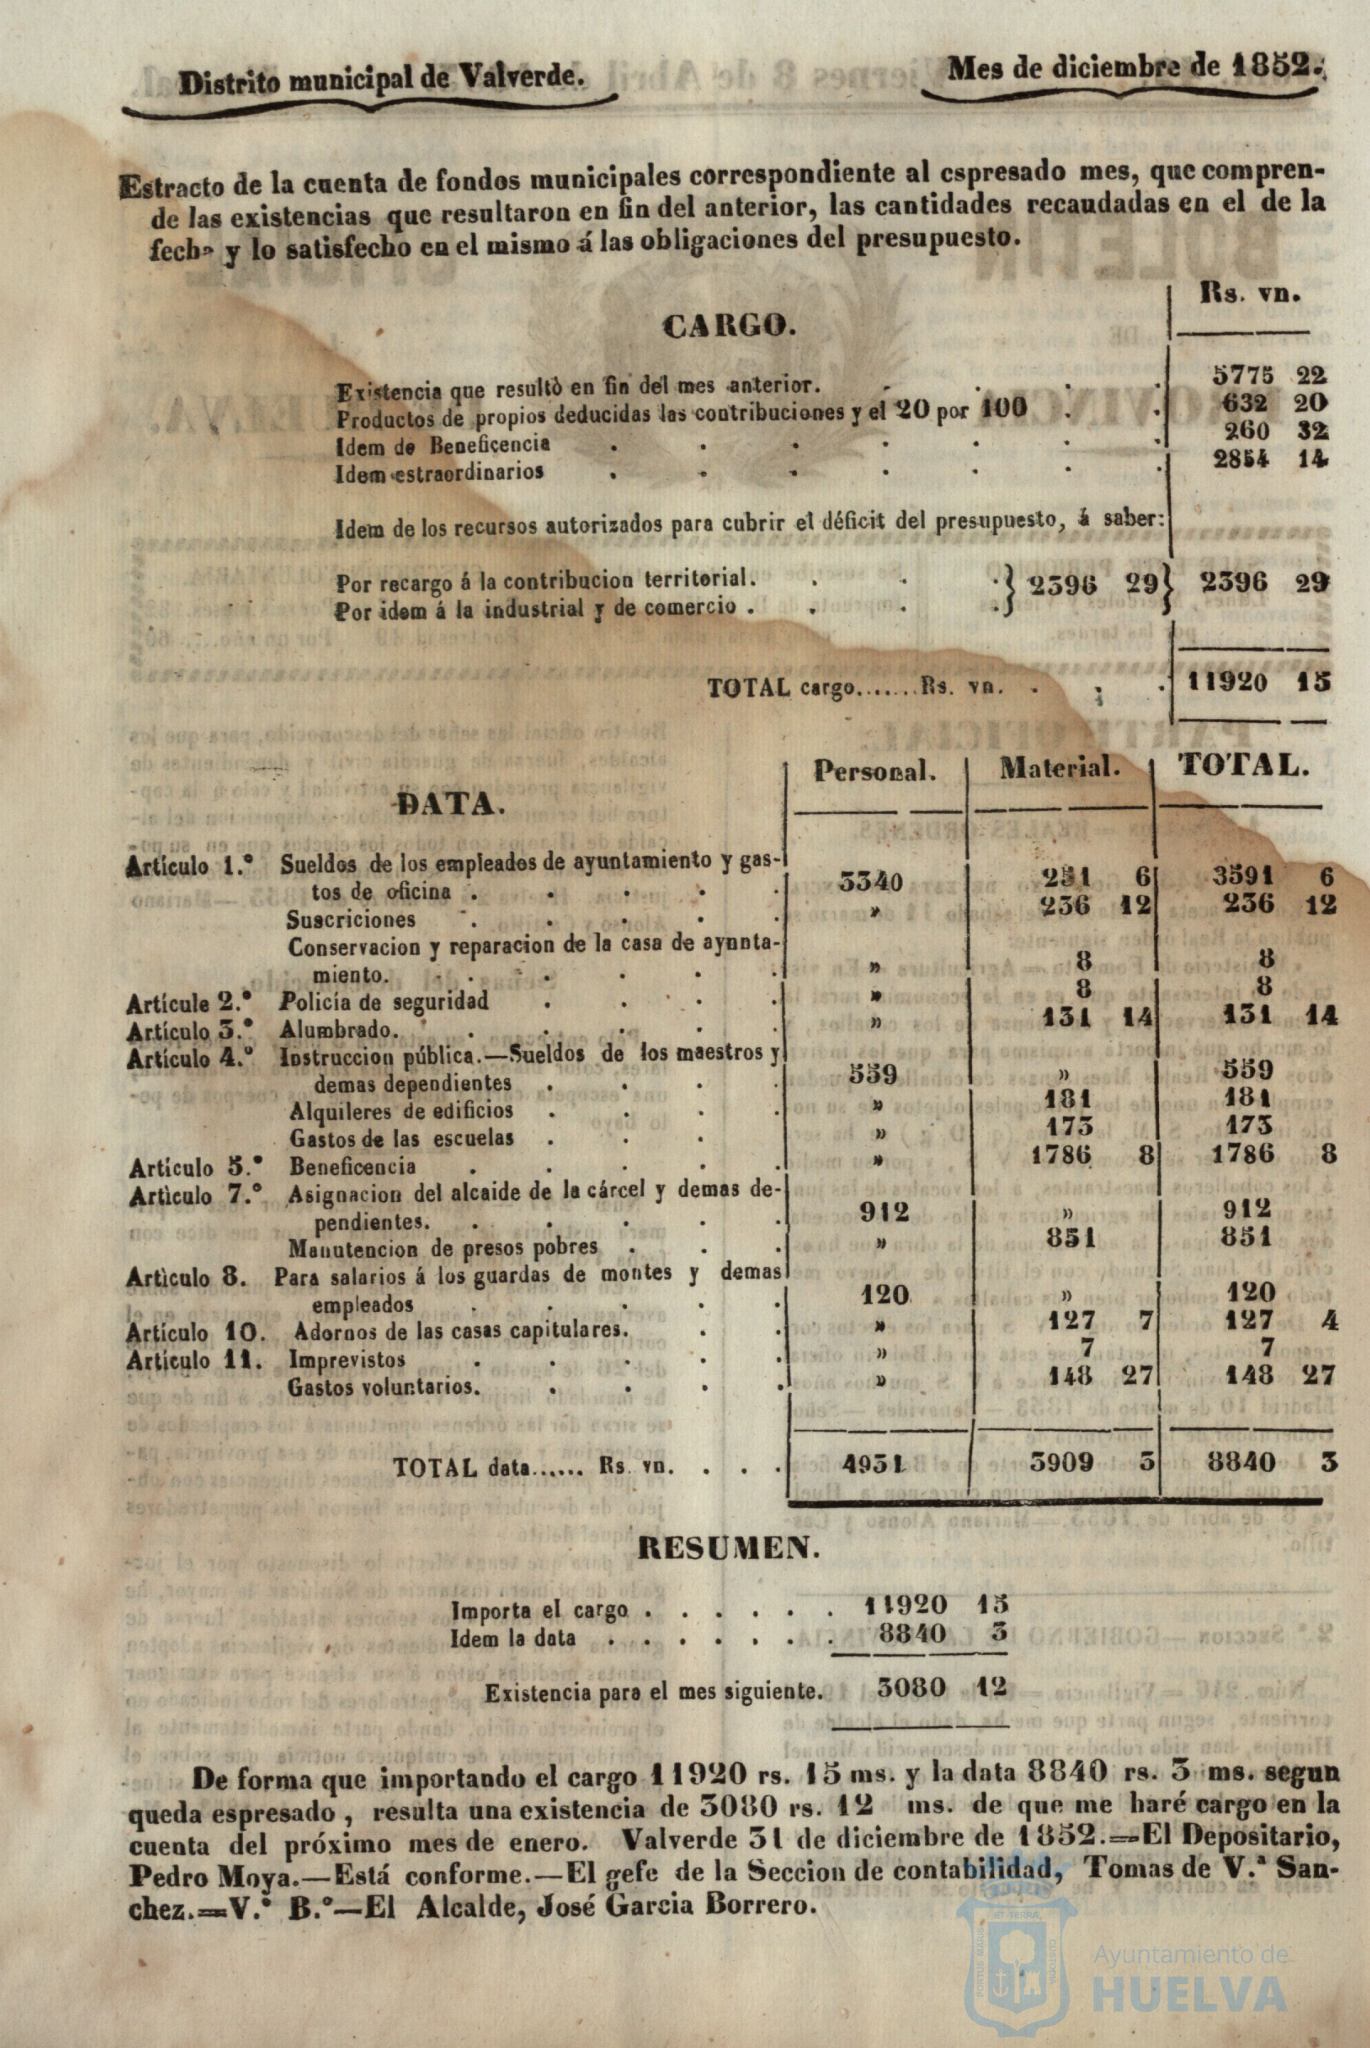 Distrito municipal de Valverde. Mes de diciembre de 1852.
Estracto de la cuenta de fondos municipales correspondiente al espresado mes, que compren-
de las existencias que resultaron en fin del anterior, las cantidades recaudadas en el de la
fecha y lo satisfecho en el mismo á las obligaciones del presupuesto.
Rs. vn.
CARGO.
Existencia que resultò en fin del mes anterior. 5775 22
Productos de propios deducidas las contribuciones y el 20 por 100 . . 632 20
Idem de Beneficencia . . . . . . . 260 32
Idem estraordinarios . . . . . . . 2854 14
Idem de los recursos autorizados para cubrir el déficit del presupuesto, á saber:
Por recargo á la contribucion territorial. . . . } 2396 29 } 2396 29
Por idem á la industrial y de comercio . . . .
TOTAL cargo....... Rs. vn. . . . 11920 15
Personal. Material. TOTAL.
DATA.
Artículo 1.º Sueldos de los empleados de ayuntamiento y gas-
tos de oficina . . . . . 3340 251 6 3591 6
Suscriciones . . . . . » 236 12 236 12
Conservacion y reparacion de la casa de ayunta-
miento. . . . . . . » 8 8
Artícule 2.º Policía de seguridad . . . . » 8 8
Artículo 3.º Alumbrado. . . . . . » 131 14 131 14
Artículo 4.º Instruccion pública.—Sueldos de los maestros y
demas dependientes . . . . 559 » 559
Alquileres de edificios . . . . » 181 181
Gastos de las escuelas . . . » 173 173
Artículo 5.º Beneficencia . . . . . » 1786 8 1786 8
Artìculo 7.º Asignacion del alcaide de la cárcel y demas de-
pendientes. . . . . . 912 » 912
Manutencion de presos pobres . . . » 851 851
Artìculo 8. Para salarios á los guardas de montes y demas
empleados . . . . . 120 » 120
Artículo 10. Adornos de las casas capitulares. . . » 127 7 127 4
Artículo 11. Imprevistos . . . . . » 7 7
Gastos voluntarios. . . . . » 148 27 148 27
TOTAL data...... Rs. vn. . . . 4931 3909 3 8840 3
RESUMEN.
Importa el cargo . . . . . . 11920 15
Idem la data . . . . . . . 8840 3
Existencia para el mes siguiente. 3080 12
De forma que importando el cargo 11920 rs. 15 ms. y la data 8840 rs. 3 ms. segun
queda espresado , resulta una existencia de 3080 rs. 12 ms. de que me haré cargo en la
cuenta del próximo mes de enero. Valverde 31 de diciembre de 1852.=El Depositario,
Pedro Moya.—Está conforme.—El gefe de la Seccion de contabilidad, Tomas de V.ª San-
chez.=V.º B.º—El Alcalde, José Garcia Borrero.
Ayuntamiento de
HUELVA